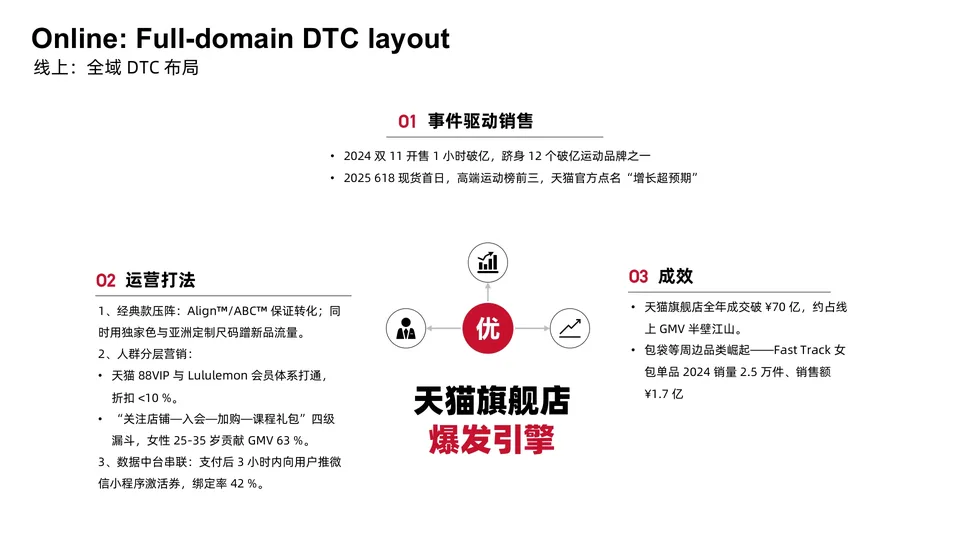 Online: Full-domain DTC layout
线上：全域 DTC 布局
01 事件驱动销售
• 2024 双 11 开售 1 小时破亿，跻身 12 个破亿运动品牌之一
• 2025 618 现货首日，高端运动榜前三，天猫官方点名“增长超预期”
02 运营打法
1、经典款压阵：Align™/ABC™ 保证转化；同
时用独家色与亚洲定制尺码蹭新品流量。
2、人群分层营销：
• 天猫 88VIP 与 Lululemon 会员体系打通，
折扣 <10 %。
• “关注店铺—入会—加购—课程礼包”四级
漏斗，女性 25-35 岁贡献 GMV 63 %。
3、数据中台串联：支付后 3 小时内向用户推微
信小程序激活券，绑定率 42 %。
优
天猫旗舰店
爆发引擎
03 成效
• 天猫旗舰店全年成交破 ¥70 亿，约占线
上 GMV 半壁江山。
• 包袋等周边品类崛起——Fast Track 女
包单品 2024 销量 2.5 万件、销售额
¥1.7 亿